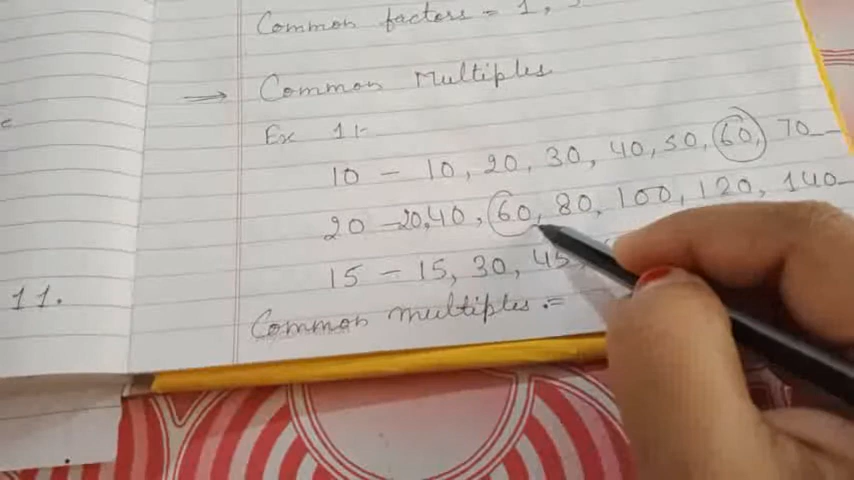 Common factors = 1,
→ Common Multiples
Ex 1:-
10 - 10, 20, 30, 40, 50, 60, 70--
20 - 20, 40, 60, 80, 100, 120, 140-
15 - 15, 30, 45,
11.
Common multiples :=